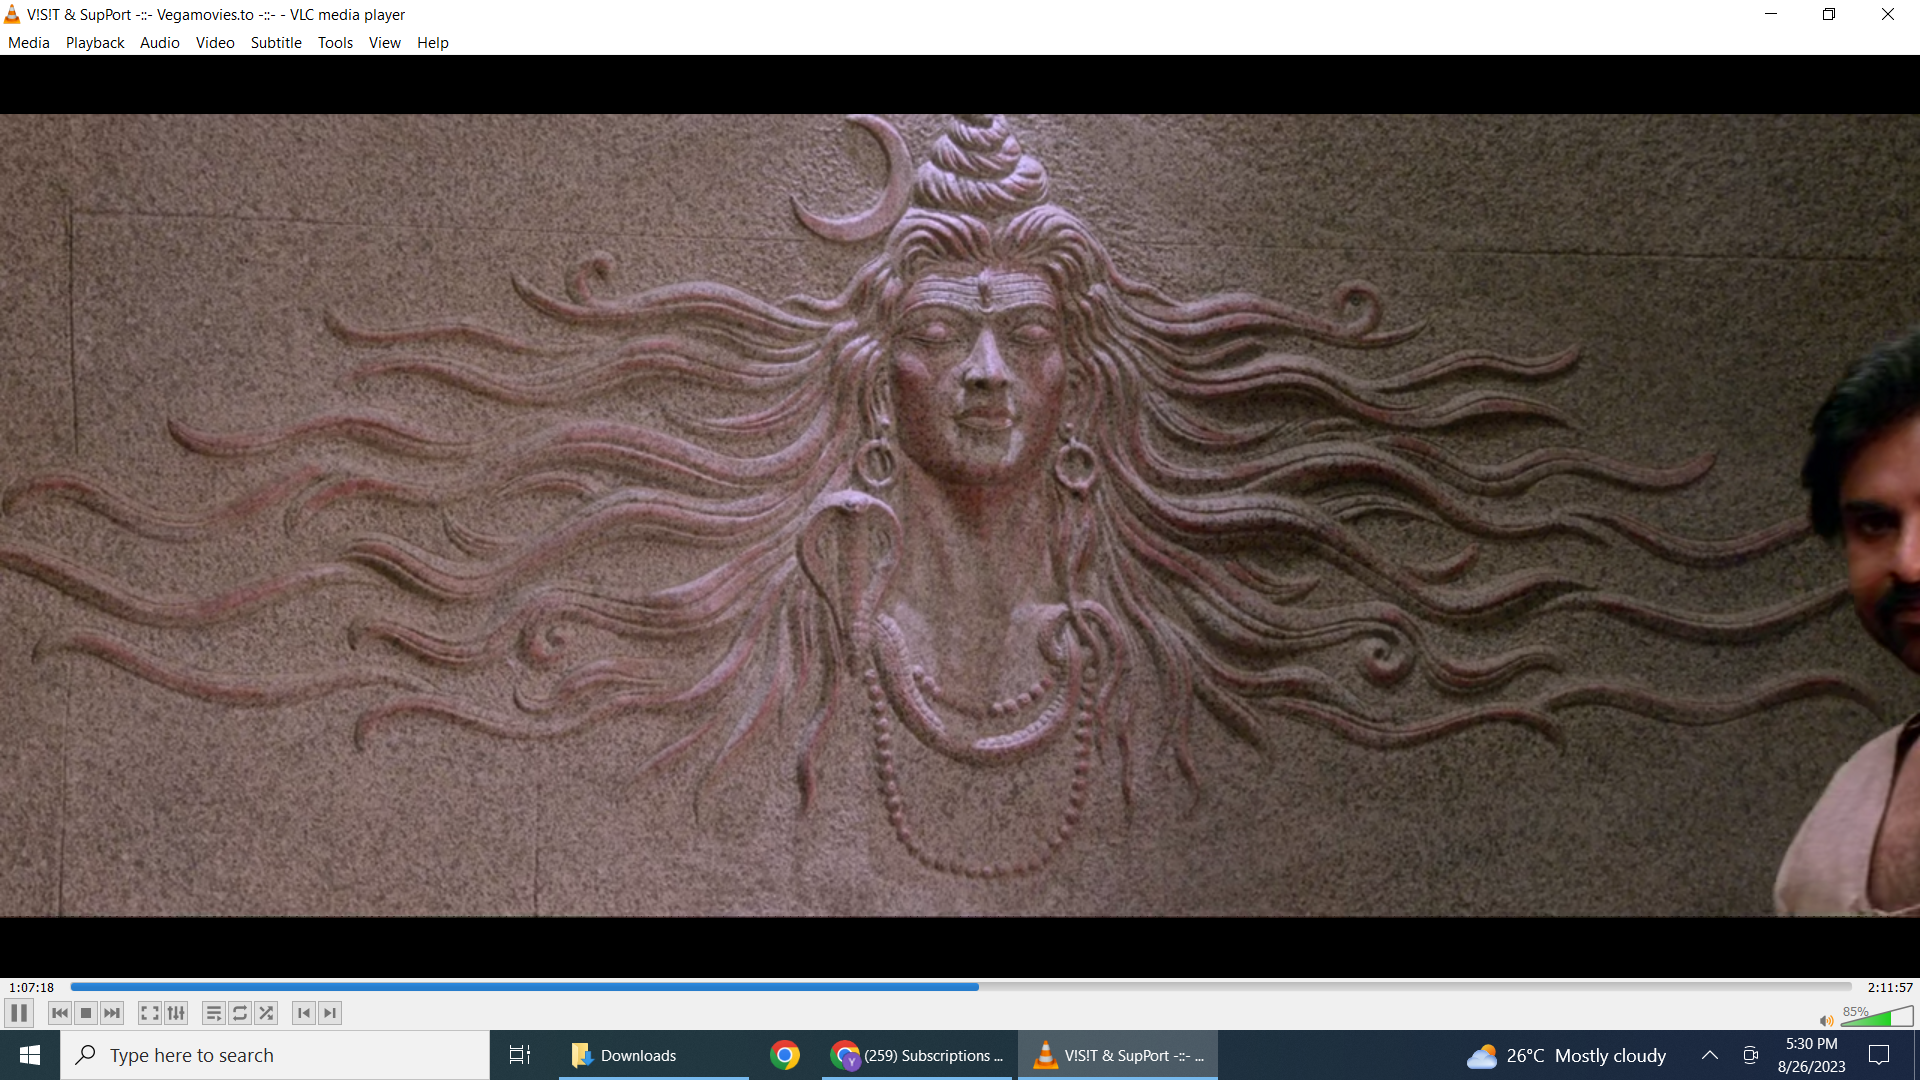 V!S!T & SupPort -::- Vegamovies.to -::- - VLC media player
Media Playback Audio Video Subtitle Tools View Help
1:07:18
2:11:57
85%
Type here to search
Downloads
(259) Subscriptions ...
V!S!T & SupPort -::- ...
26°C Mostly cloudy
5:30 PM
8/26/2023